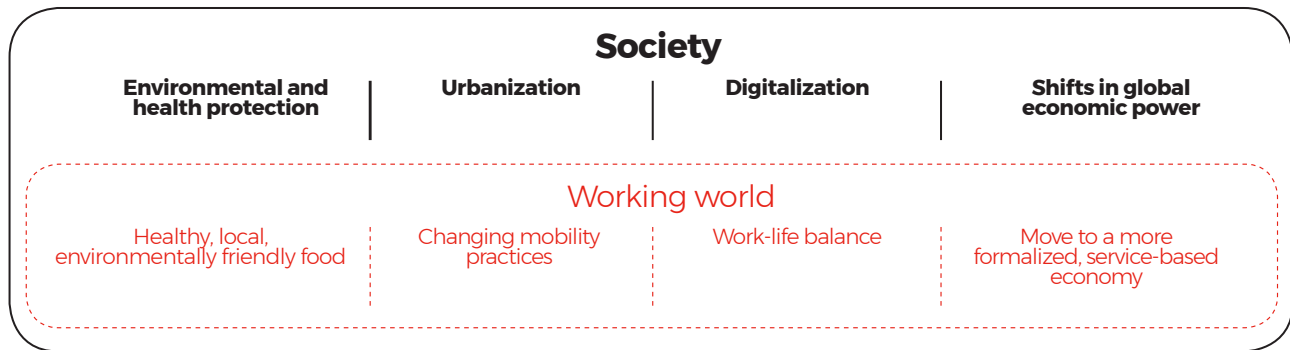 Society
Environmental and
health protection
Urbanization
Digitalization
Shifts in global
economic power
Working world
Healthy, local,
environmentally friendly food
Changing mobility
practices
Work-life balance
Move to a more
formalized, service-based
economy